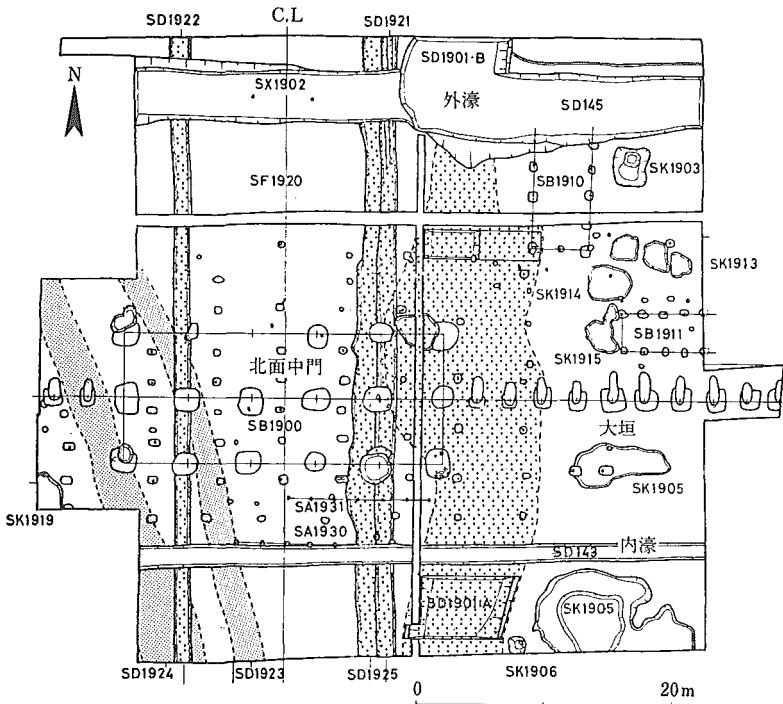 SD1922
C.L
SD1921
N
SD1901・B
外濠
SX1902
SD145
SF1920
SB1910
SK1903
SK1913
SK1914
SB1911
SK1915
北面中門
SB1900
大垣
SK1905
SK1919
SA1931
SA1930
内濠
SD143
SD1901・A
SK1905
SK1906
SD1924
SD1923
SD1925
0
20m